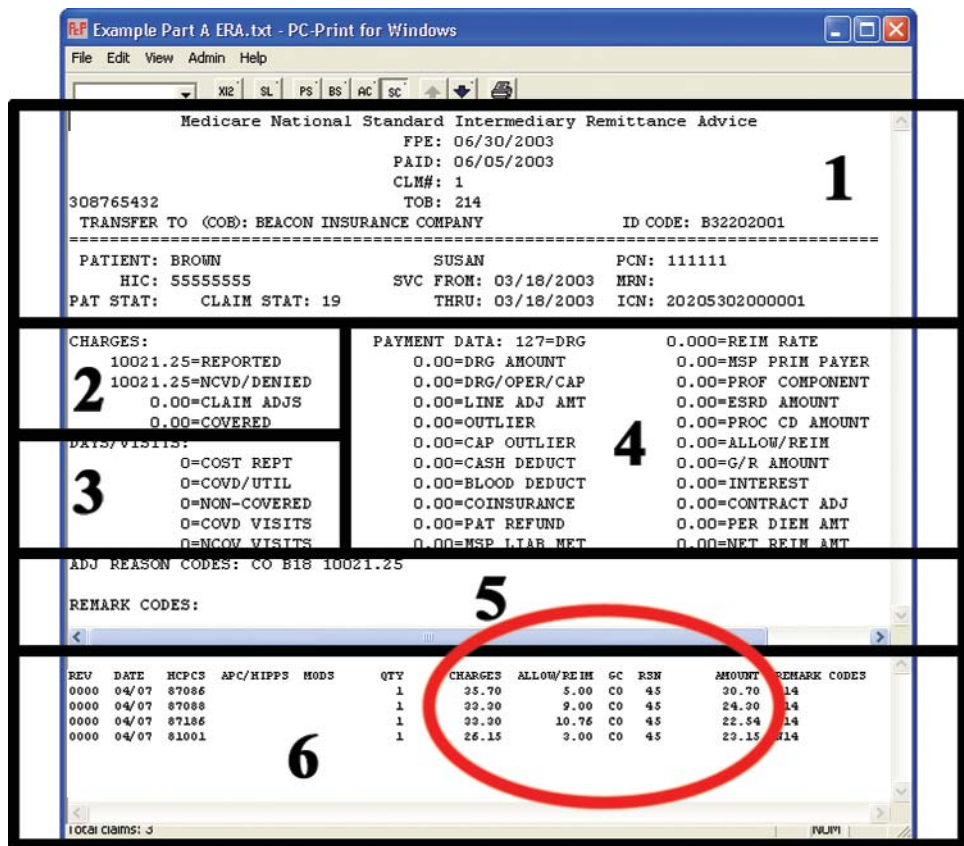 Example Part A ERA.txt - PC-Print for Windows
File Edit View Admin Help
X12 SL PS BS AC SC
Medicare National Standard Intermediary Remittance Advice
FPE: 06/30/2003
PAID: 06/05/2003
CLM#: 1
308765432 TOB: 214
TRANSFER TO (COB): BEACON INSURANCE COMPANY ID CODE: B32202001
1
PATIENT: BROWN SUSAN PCN: 111111
HIC: 55555555 SVC FROM: 03/18/2003 MRN:
PAT STAT: CLAIM STAT: 19 THRU: 03/18/2003 ICN: 20205302000001
CHARGES:
10021.25=REPORTED
10021.25=NCVD/DENIED
0.00=CLAIM ADJS
0.00=COVERED
2
DAYS/VISITS:
0=COST REPT
0=COVD/UTIL
0=NON-COVERED
0=COVD VISITS
0=NCOV VISITS
3
PAYMENT DATA: 127=DRG 0.000=REIM RATE
0.00=DRG AMOUNT 0.00=MSP PRIM PAYER
0.00=DRG/OPER/CAP 0.00=PROF COMPONENT
0.00=LINE ADJ AMT 0.00=ESRD AMOUNT
0.00=OUTLIER 0.00=PROC CD AMOUNT
0.00=CAP OUTLIER 0.00=ALLOW/REIM
0.00=CASH DEDUCT 0.00=G/R AMOUNT
0.00=BLOOD DEDUCT 0.00=INTEREST
0.00=COINSURANCE 0.00=CONTRACT ADJ
0.00=PAT REFUND 0.00=PER DIEM AMT
0.00=MSP LIAB MET 0.00=NET REIM AMT
4
ADJ REASON CODES: CO B18 10021.25
REMARK CODES:
5
REV DATE HCPCS APC/HIPPS MODS QTY CHARGES ALLOW/REIM GC RSN AMOUNT REMARK CODES
0000 04/07 87086 1 35.70 5.00 CO 45 30.70 N14
0000 04/07 87088 1 33.30 9.00 CO 45 24.30 N14
0000 04/07 87186 1 33.30 10.76 CO 45 22.54 N14
0000 04/07 81001 1 26.15 3.00 CO 45 23.15 N14
6
Total claims: 3 NUM